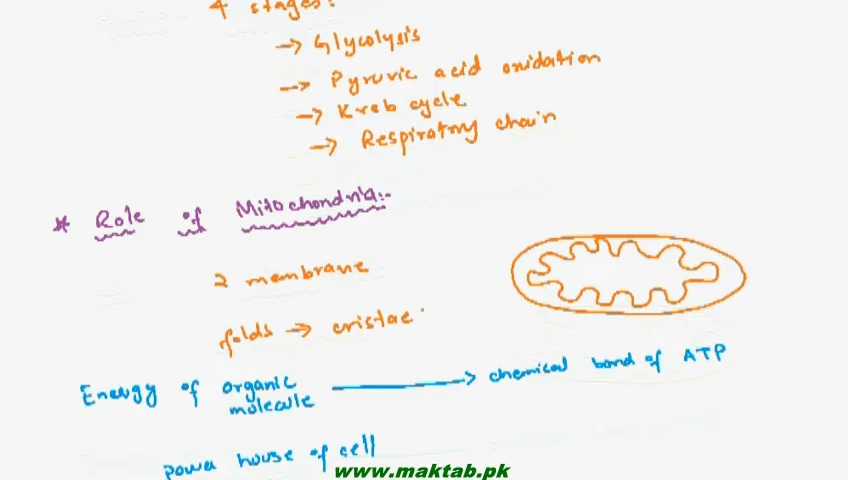 4 stages:
→ Glycolysis
→ Pyruvic acid oxidation
→ Kreb cycle
→ Respiratory chain
* Role of Mitochondria:-
2 membrane
folds → cristae
Energy of organic molecule → chemical bond of ATP
power house of cell
www.maktab.pk